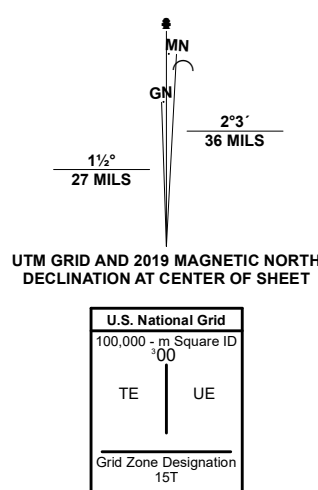 MN
GN
2°3´
36 MILS
1½°
27 MILS
UTM GRID AND 2019 MAGNETIC NORTH
DECLINATION AT CENTER OF SHEET
U.S. National Grid
100,000 - m Square ID
³00
TE UE
Grid Zone Designation
15T